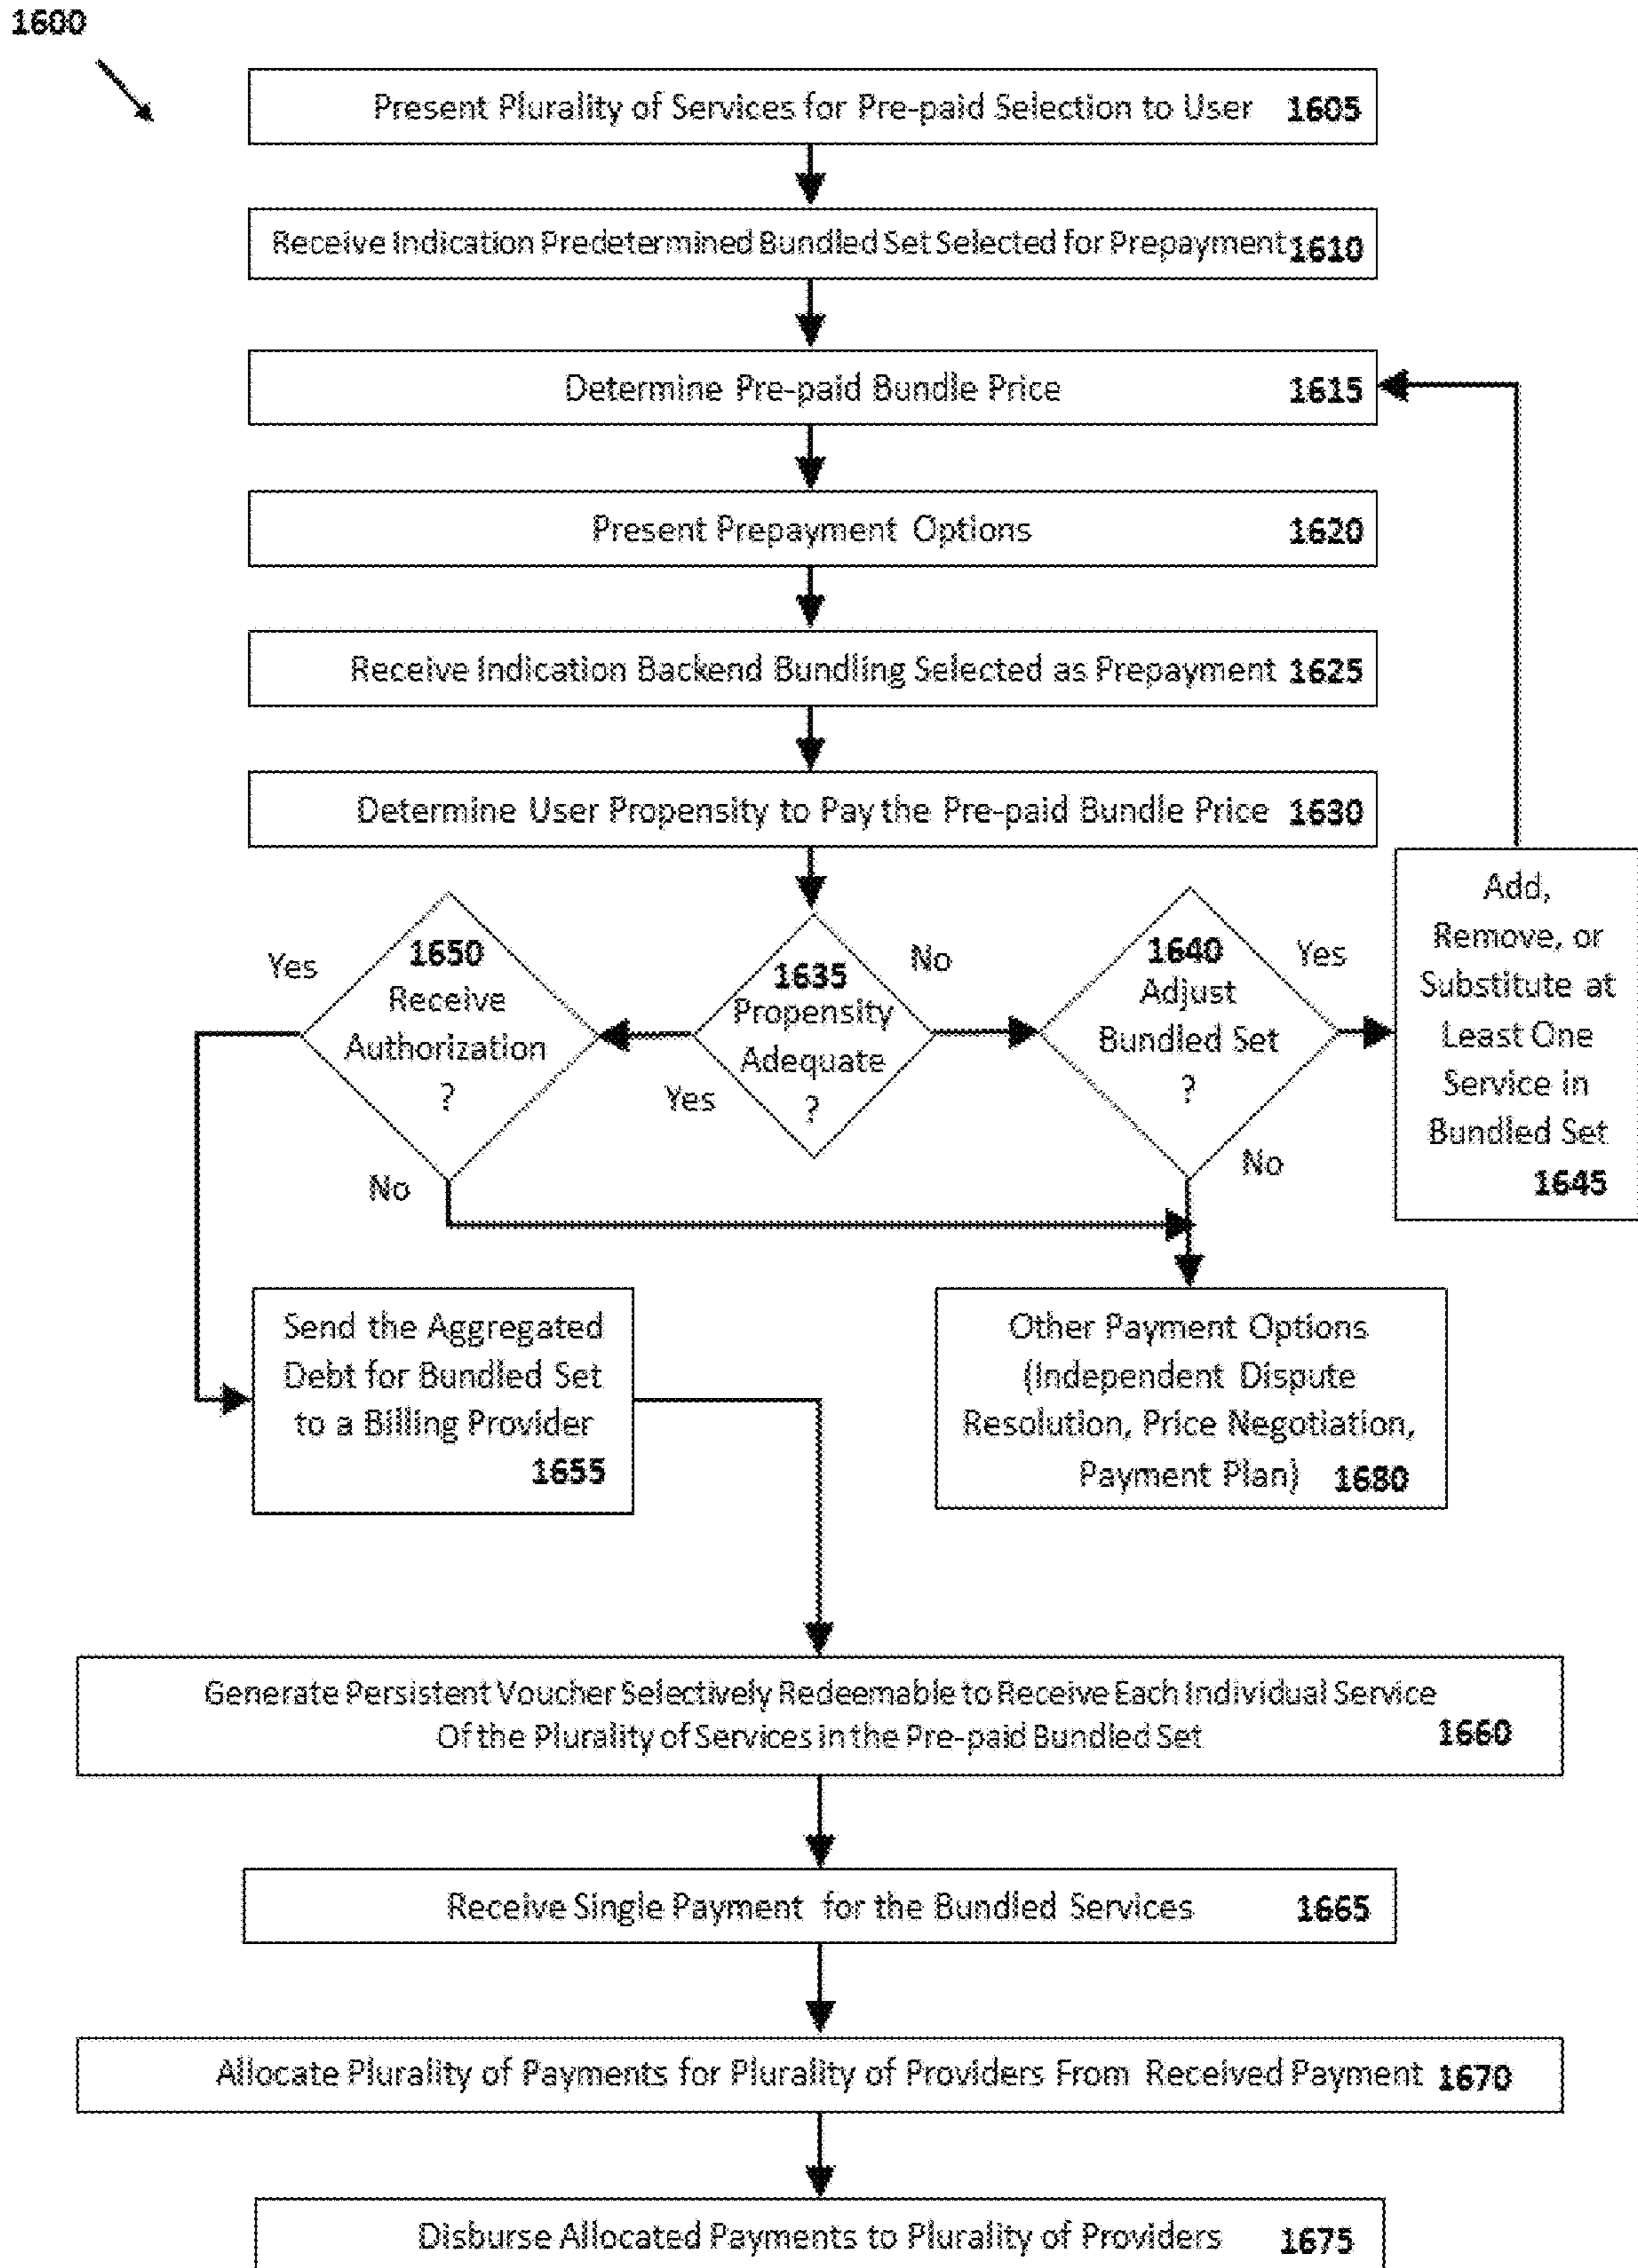 1600
Present Plurality of Services for Pre-paid Selection to User 1605
Receive Indication Predetermined Bundled Set Selected for Prepayment 1610
Determine Pre-paid Bundle Price 1615
Present Prepayment Options 1620
Receive Indication Backend Bundling Selected as Prepayment 1625
Determine User Propensity to Pay the Pre-paid Bundle Price 1630
Yes
1650
Receive
Authorization
?
No
1635
Propensity
Adequate
?
Yes
No
1640
Adjust
Bundled Set
?
Yes
No
Add,
Remove, or
Substitute at
Least One
Service in
Bundled Set
1645
Send the Aggregated
Debt for Bundled Set
to a Billing Provider
1655
Other Payment Options
(Independent Dispute
Resolution, Price Negotiation,
Payment Plan) 1680
Generate Persistent Voucher Selectively Redeemable to Receive Each Individual Service
Of the Plurality of Services in the Pre-paid Bundled Set 1660
Receive Single Payment for the Bundled Services 1665
Allocate Plurality of Payments for Plurality of Providers From Received Payment 1670
Disburse Allocated Payments to Plurality of Providers 1675